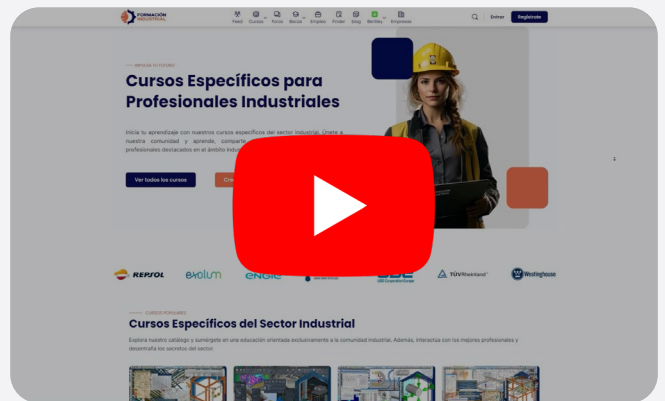 FORMACIÓN
INDUSTRIAL
Feed Cursos Foros Becas Empleo Finder Blog Bentley Empresas
Entrar Regístrate
IMPULSA TU FUTURO
Cursos Específicos para
Profesionales Industriales
Inicia tu aprendizaje con nuestros cursos específicos del sector industrial. Únete a
nuestra comunidad y aprende, comparte
profesionales destacados en el ámbito
Ver todos los cursos
REPSOL exolum ENGIE TÜVRheinland Westinghouse
CURSOS POPULARES
Cursos Específicos del Sector Industrial
Explora nuestro catálogo y sumérgete en una educación orientada exclusivamente a la comunidad industrial. Además, interactúa con los mejores profesionales y
desentraña los secretos del sector.